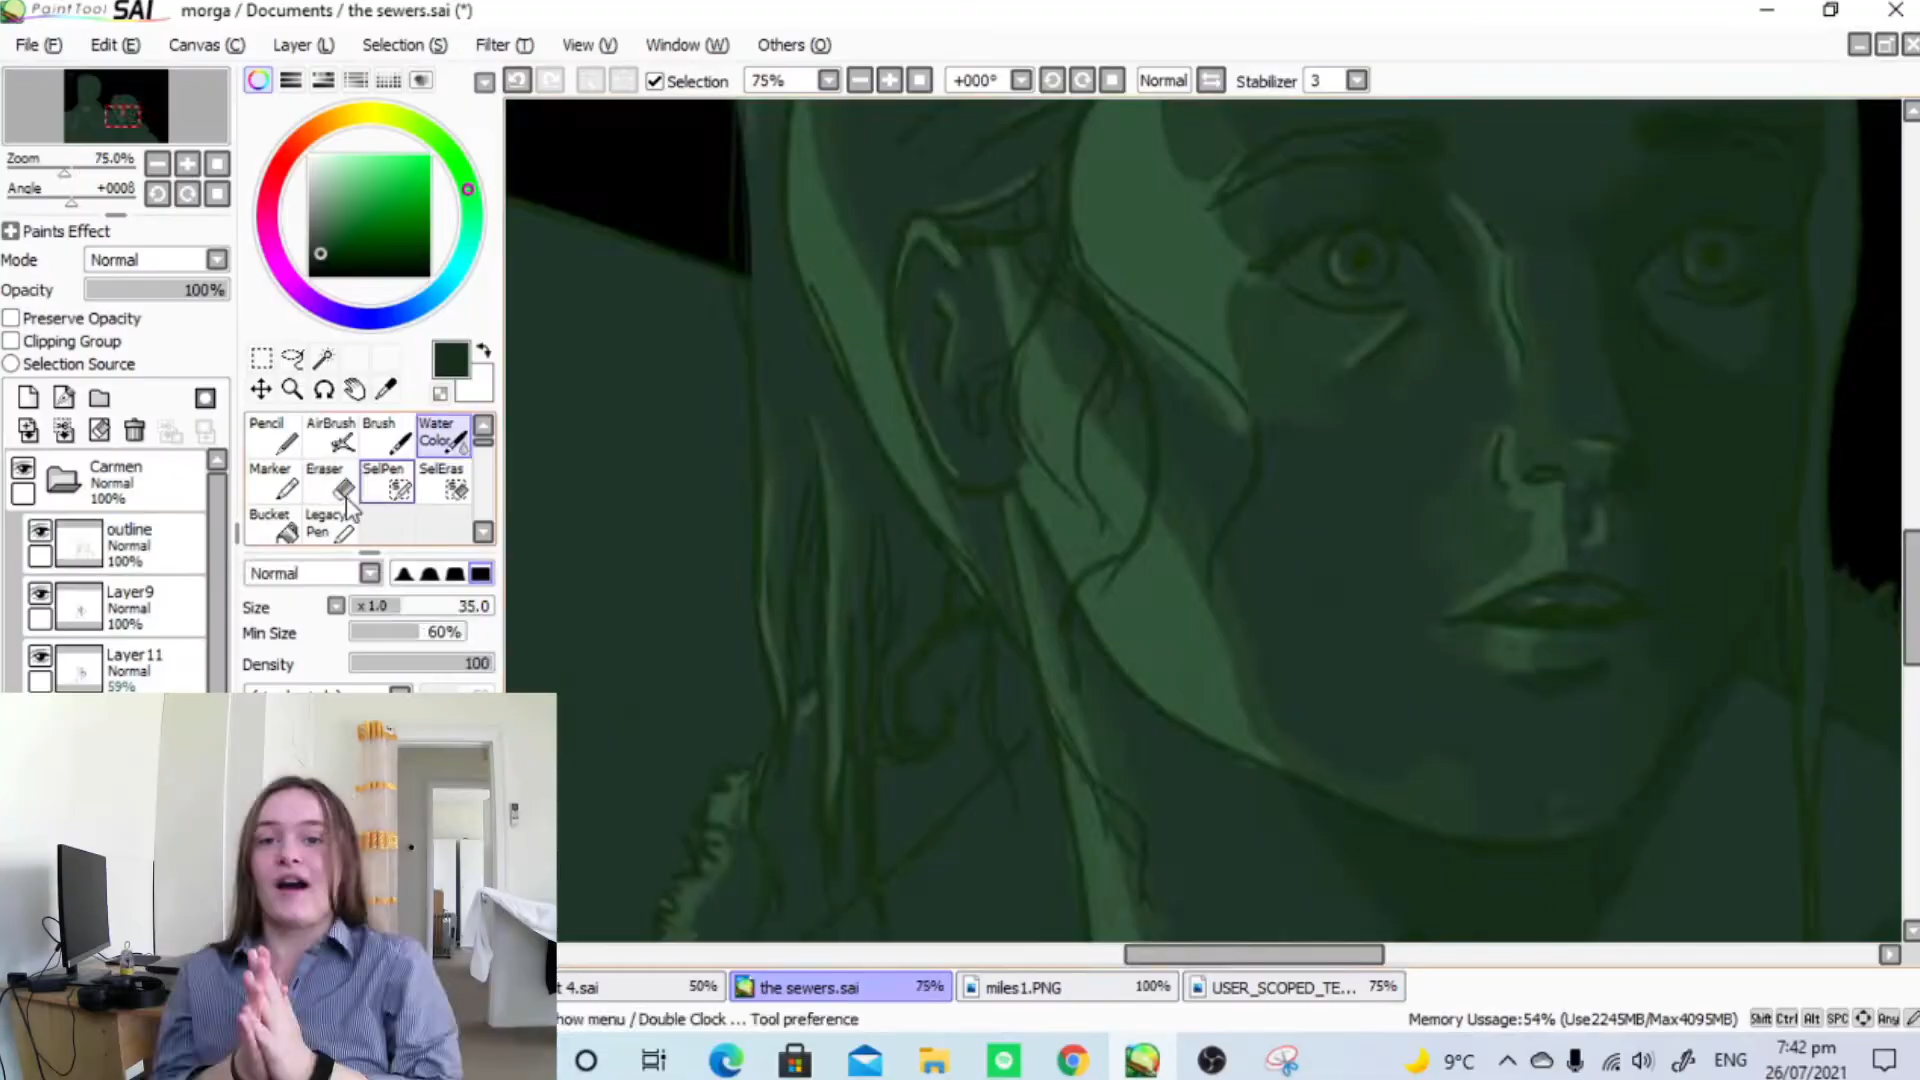 PaintTool SAI morga / Documents / the sewers.sai (*)
File (F) Edit (E) Canvas (C) Layer (L) Selection (S) Filter (T) View (V) Window (W) Others (O)
Selection 75% +000° Normal Stabilizer 3
Zoom 75.0%
Angle +000ß
Paints Effect
Mode Normal
Opacity 100%
Preserve Opacity
Clipping Group
Selection Source
Carmen
Normal
100%
outline
Normal
100%
Layer9
Normal
100%
Layer11
Normal
59%
Pencil AirBrush Brush Water Color
Marker Eraser SelPen SelEras
Bucket Legacy Pen
Normal
Size x 1.0 35.0
Min Size 60%
Density 100
t 4.sai 50% the sewers.sai 75% miles1.PNG 100% USER_SCOPED_TE... 75%
how menu / Double Clock ... Tool preference
Memory Ussage:54% (Use2245MB/Max4095MB) Shift Ctrl Alt SPC Any
9°C ENG 7:42 pm
26/07/2021